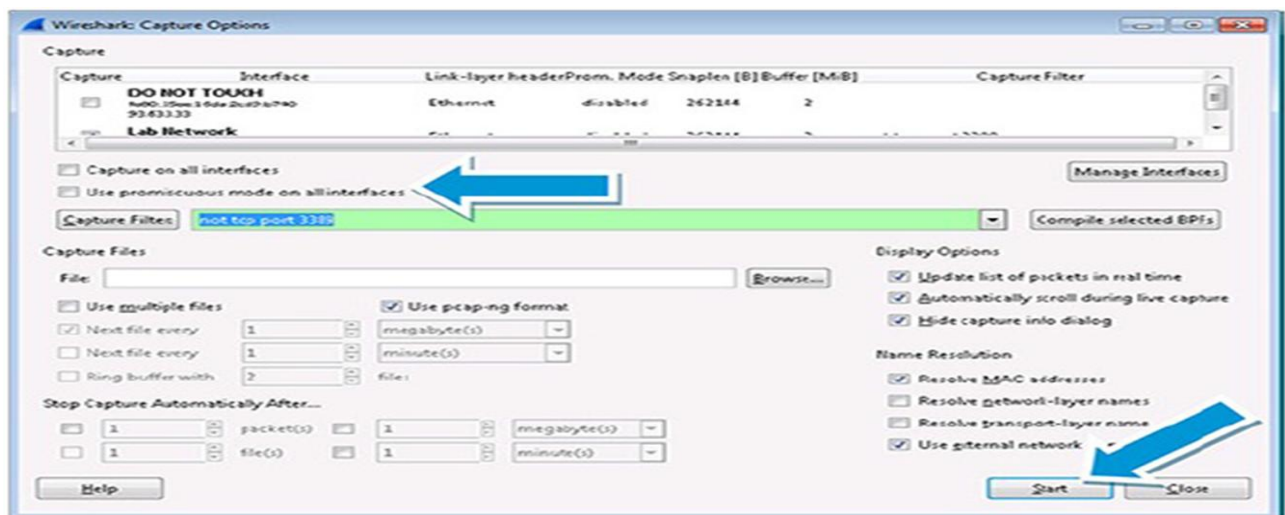 Wireshark: Capture Options
Capture
Capture Interface Link-layer header Prom. Mode Snaplen [B] Buffer [MiB] Capture Filter
DO NOT TOUCH
Ethernet disabled 262144 2
Lab Network
Capture on all interfaces
Use promiscuous mode on all interfaces
Manage Interfaces
Capture Filter: not tcp port 3389
Compile selected BPFs
Capture Files
File: Browse...
Use multiple files Use pcap-ng format
Next file every 1 megabyte(s)
Next file every 1 minute(s)
Ring buffer with 2 files
Stop Capture Automatically After...
1 packet(s) 1 megabyte(s)
1 file(s) 1 minute(s)
Display Options
Update list of packets in real time
Automatically scroll during live capture
Hide capture info dialog
Name Resolution
Resolve MAC addresses
Resolve network-layer names
Resolve transport-layer name
Use external network
Help Start Close